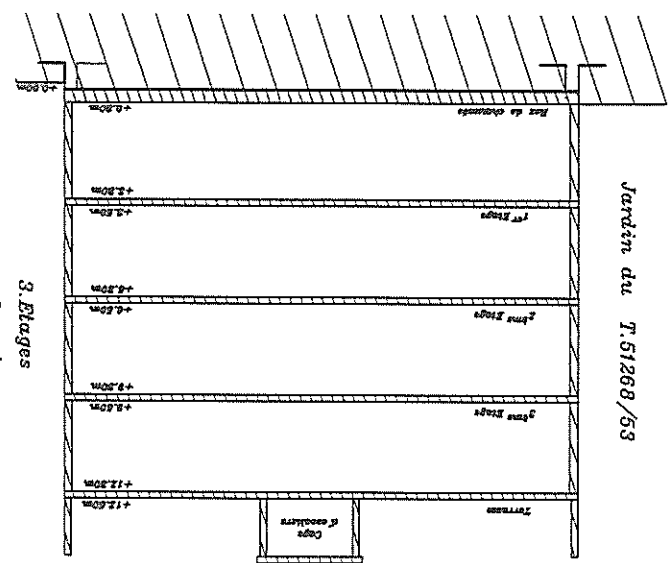 Cage
d'escaliers
Terrasse
+12.60m
+12.30m
3ème Etage
+9.60m
+9.30m
2ème Etage
+6.60m
+6.30m
1er Etage
+3.60m
+3.30m
Rez de chaussée
+0.30m
+0.00m
Jardin du T.51268/53
3.Etages